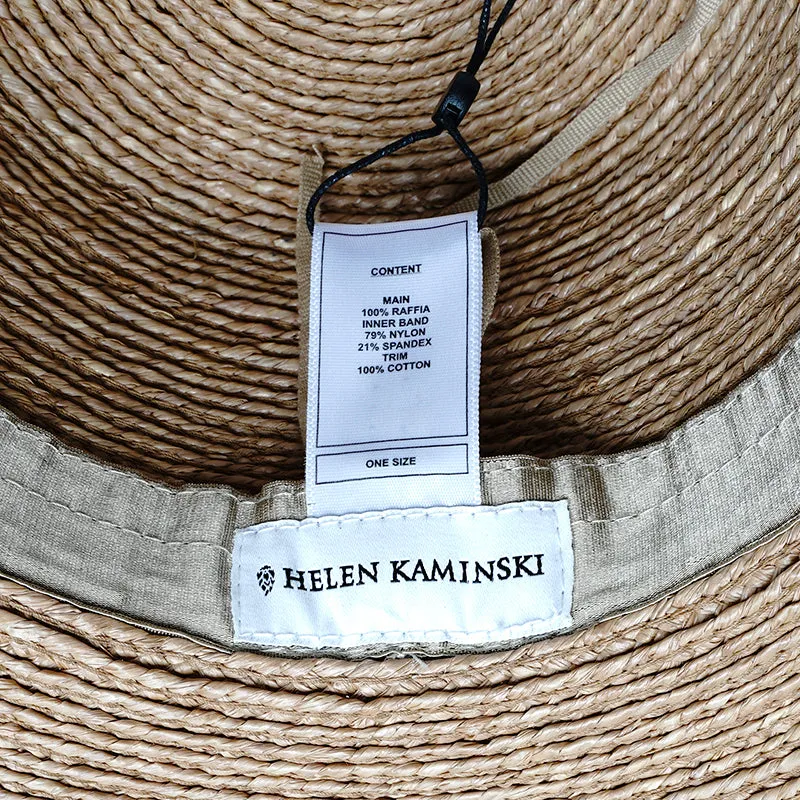 CONTENT
MAIN
100% RAFFIA
INNER BAND
79% NYLON
21% SPANDEX
TRIM
100% COTTON
ONE SIZE
HELEN KAMINSKI